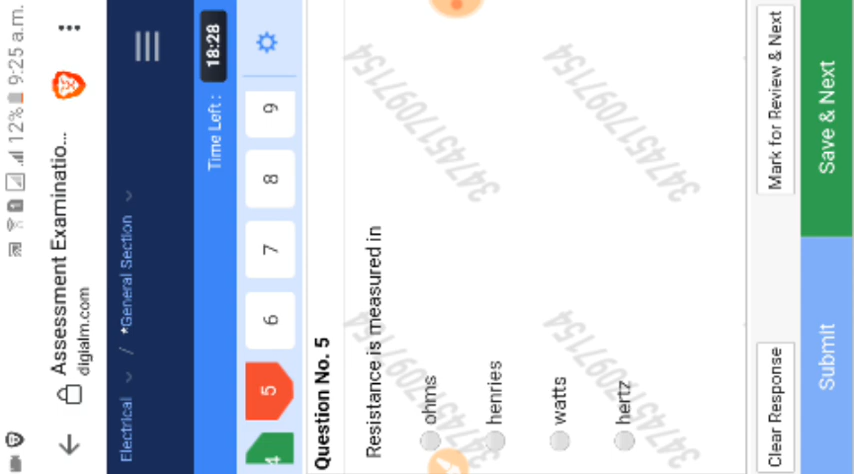 12% 9:25 a.m.
Assessment Examinatio...
digialm.com
Electrical / *General Section
Time Left : 18:28
4 5 6 7 8 9
Question No. 5
3474517097154 3474517097154
Resistance is measured in
ohms
henries
watts
hertz
3474517097154 3474517097154
Clear Response Mark for Review & Next
Submit Save & Next